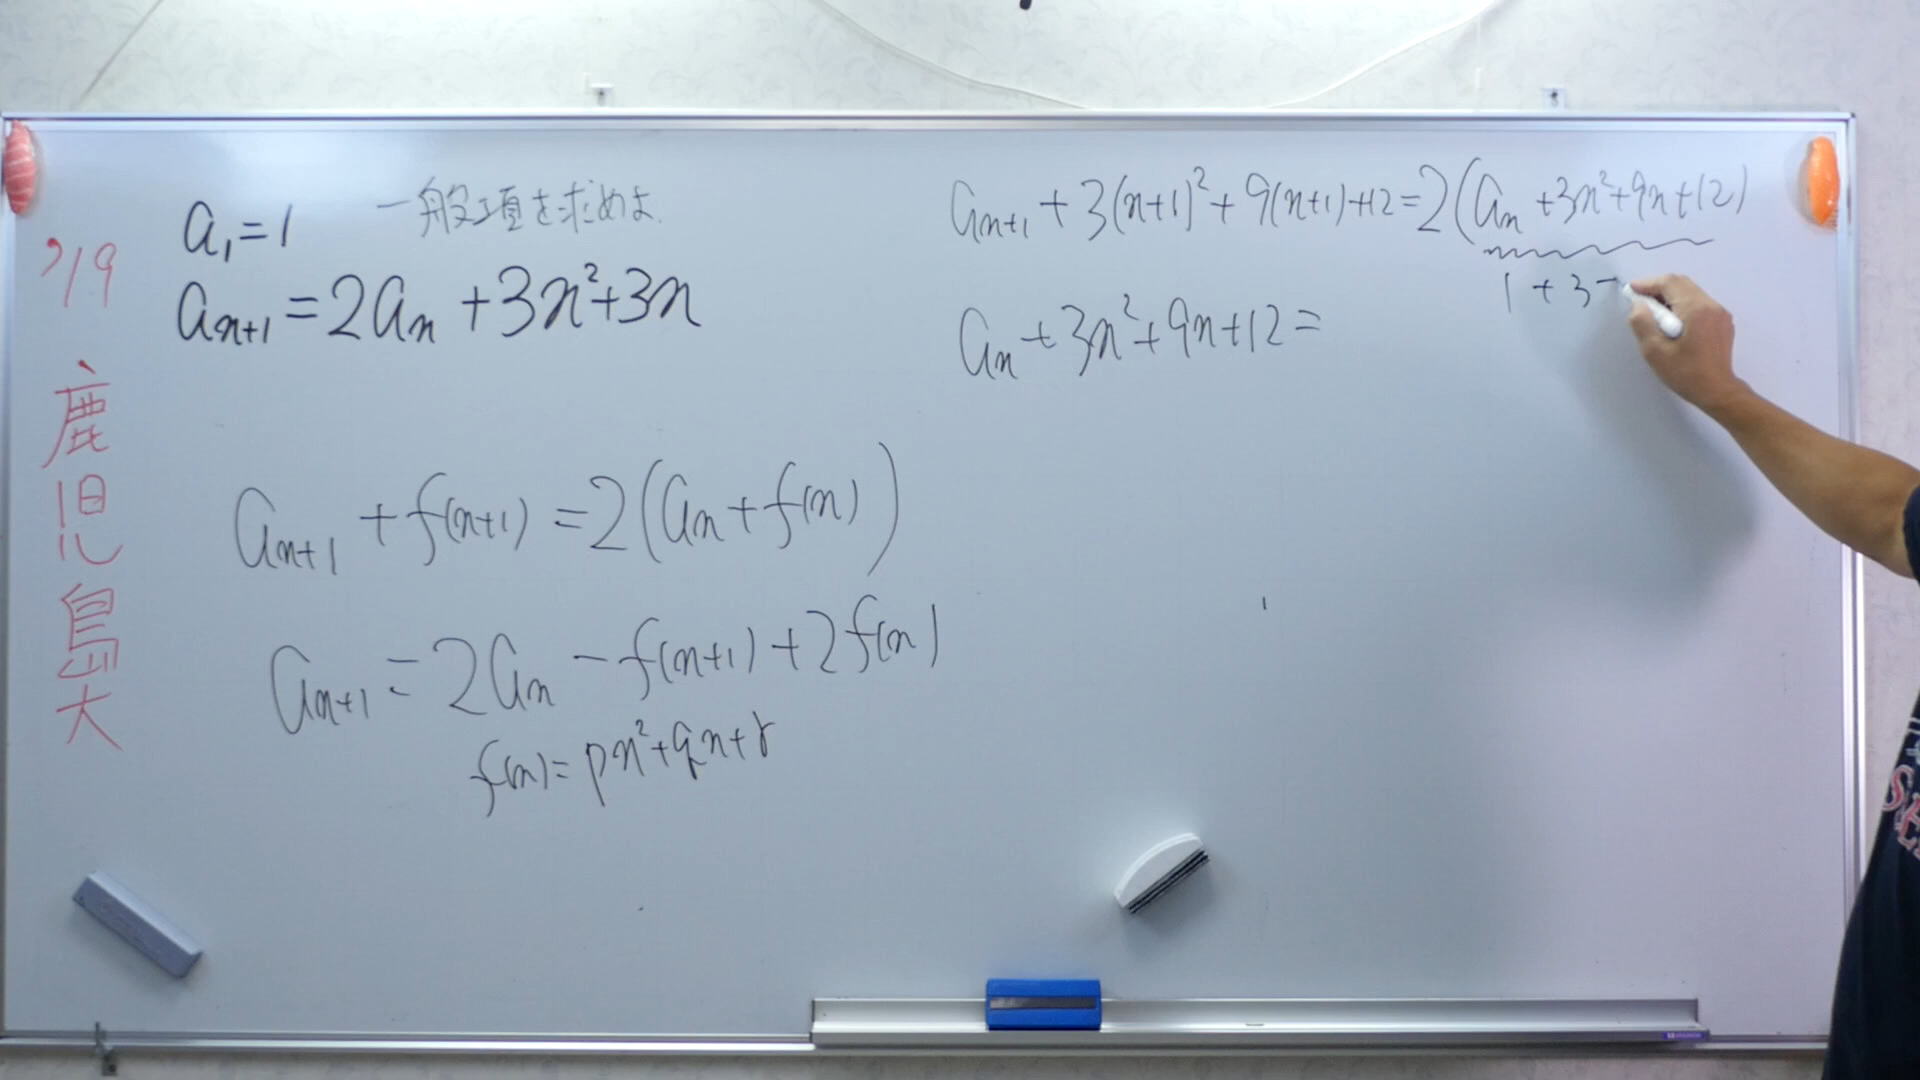 '19 鹿児島大
a₁=1 一般項を求めよ.
aₙ₊₁=2aₙ+3n²+3n
aₙ₊₁+f(n+1)=2(aₙ+f(n))
aₙ₊₁=2aₙ-f(n+1)+2f(n)
f(n)=pn²+qn+r
aₙ₊₁+3(n+1)²+9(n+1)+12=2(aₙ+3n²+9n+12)
1+3
aₙ+3n²+9n+12=